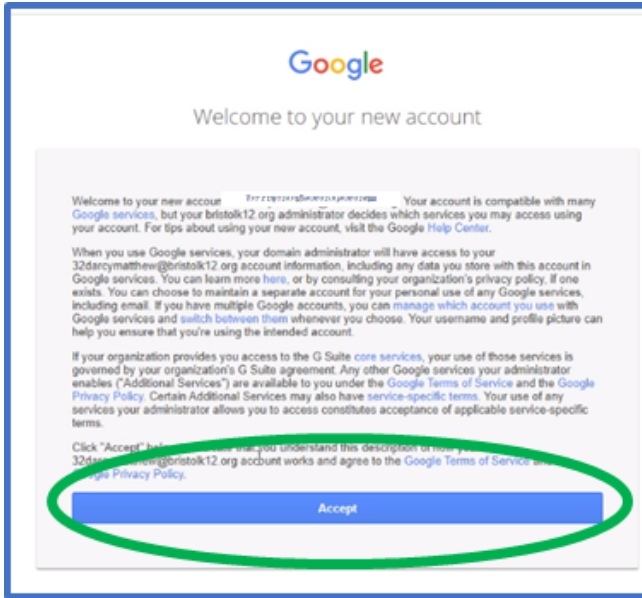 Google
Welcome to your new account
Welcome to your new accoun Your account is compatible with many
Google services, but your bristolk12.org administrator decides which services you may access using
your account. For tips about using your new account, visit the Google Help Center.
When you use Google services, your domain administrator will have access to your
32darcymatthew@bristolk12.org account information, including any data you store with this account in
Google services. You can learn more here, or by consulting your organization's privacy policy, if one
exists. You can choose to maintain a separate account for your personal use of any Google services,
including email. If you have multiple Google accounts, you can manage which account you use with
Google services and switch between them whenever you choose. Your username and profile picture can
help you ensure that you're using the intended account.
If your organization provides you access to the G Suite core services, your use of those services is
governed by your organization's G Suite agreement. Any other Google services your administrator
enables ("Additional Services") are available to you under the Google Terms of Service and the Google
Privacy Policy. Certain Additional Services may also have service-specific terms. Your use of any
services your administrator allows you to access constitutes acceptance of applicable service-specific
terms.
Click "Accept" that you understand this description of how
account works and agree to the Google Terms of Service
Google Privacy Policy.
Accept